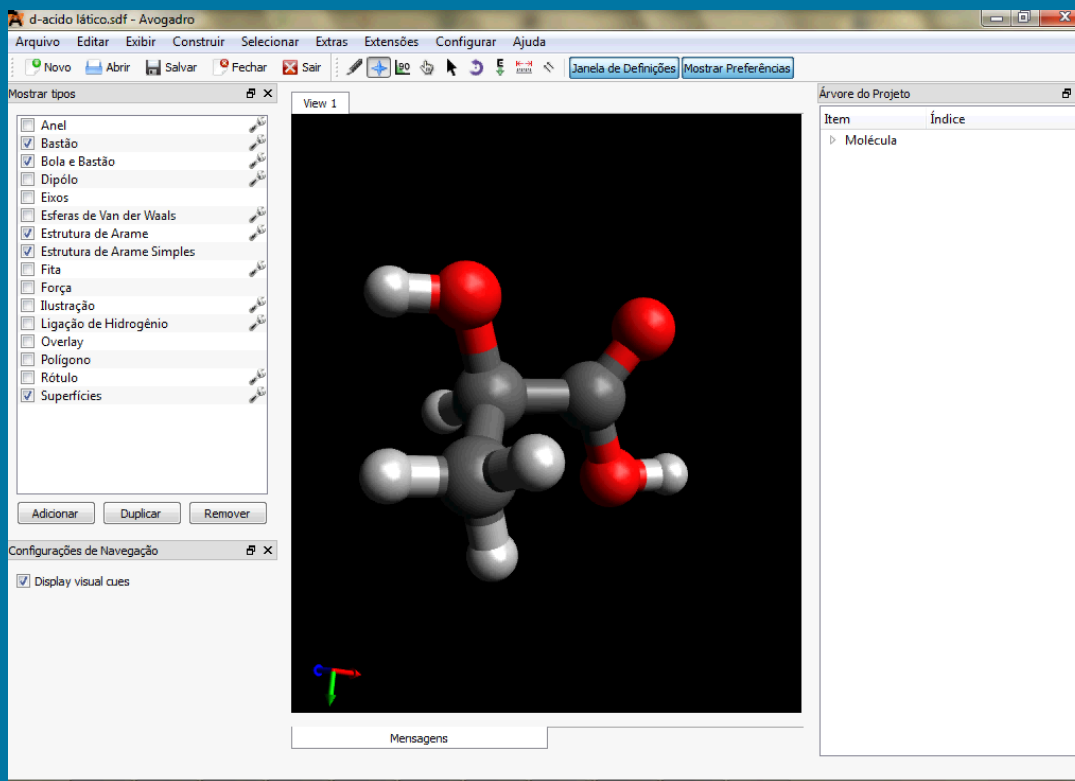 d-acido lático.sdf - Avogadro
Arquivo Editar Exibir Construir Selecionar Extras Extensões Configurar Ajuda
Novo Abrir Salvar Fechar Sair Janela de Definições Mostrar Preferências
Mostrar tipos
Anel
Bastão
Bola e Bastão
Dipólo
Eixos
Esferas de Van der Waals
Estrutura de Arame
Estrutura de Arame Simples
Fita
Força
Ilustração
Ligação de Hidrogênio
Overlay
Polígono
Rótulo
Superfícies
Adicionar Duplicar Remover
Configurações de Navegação
Display visual cues
View 1
Mensagens
Árvore do Projeto
Item Índice
Molécula